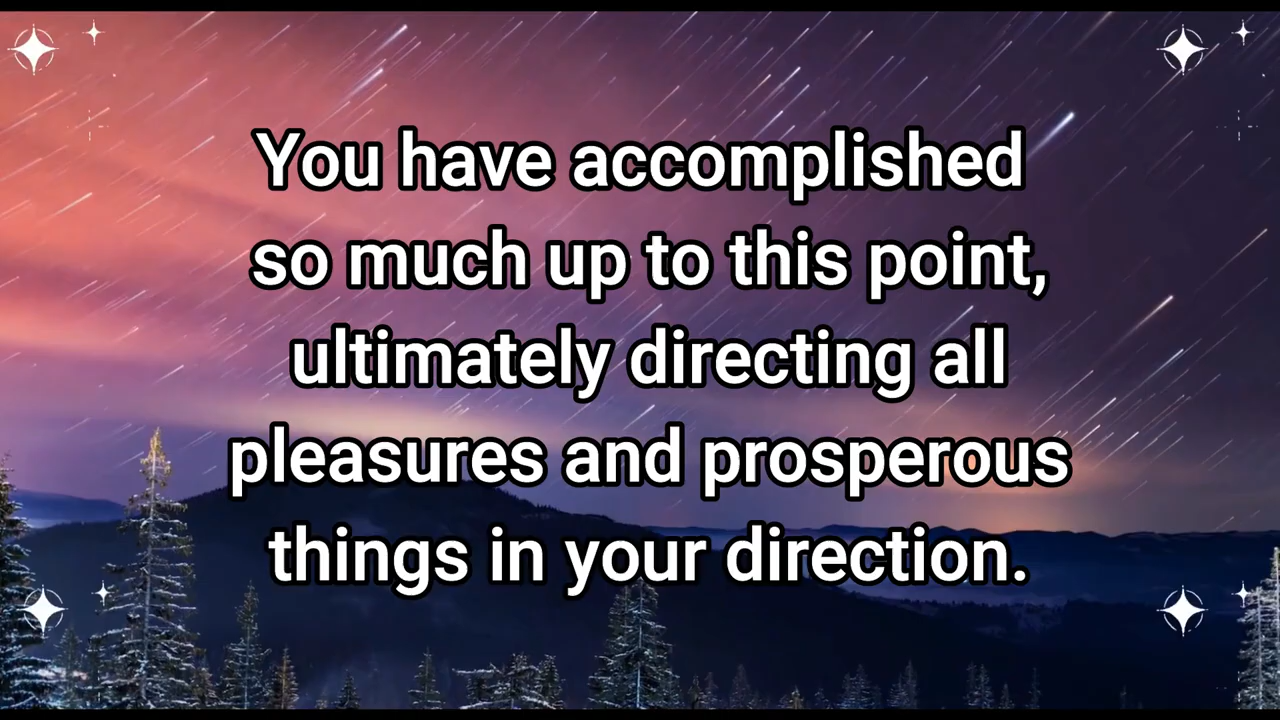 You have accomplished
so much up to this point,
ultimately directing all
pleasures and prosperous
things in your direction.